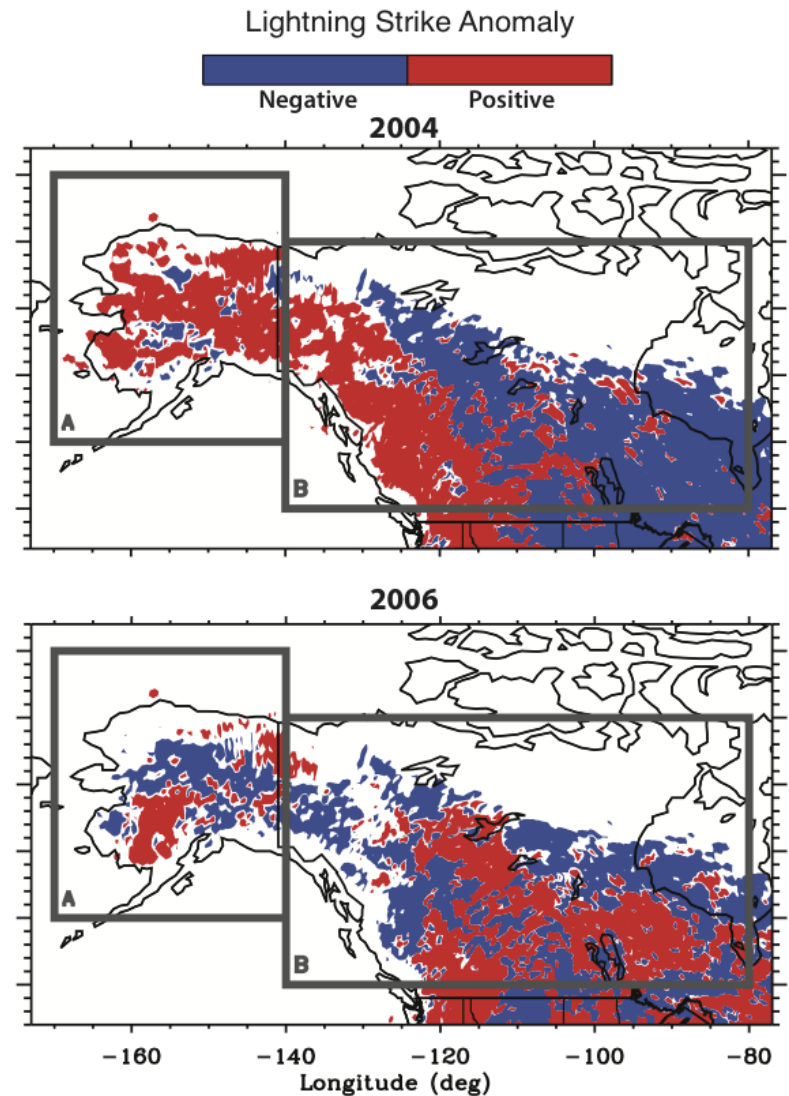 Lightning Strike Anomaly
Negative Positive
2004
A
B
2006
A
B
−160 −140 −120 −100 −80
Longitude (deg)